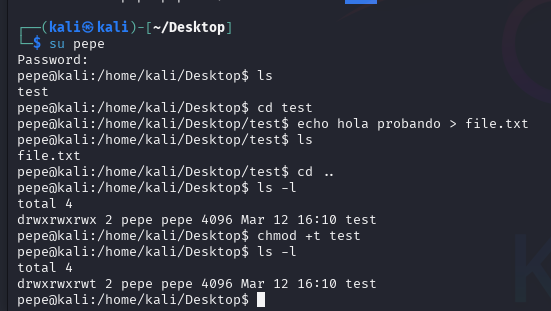 ┌──(kali㉿kali)-[~/Desktop]
└─$ su pepe
Password:
pepe@kali:/home/kali/Desktop$ ls
test
pepe@kali:/home/kali/Desktop$ cd test
pepe@kali:/home/kali/Desktop/test$ echo hola probando > file.txt
pepe@kali:/home/kali/Desktop/test$ ls
file.txt
pepe@kali:/home/kali/Desktop/test$ cd ..
pepe@kali:/home/kali/Desktop$ ls -l
total 4
drwxrwxrwx 2 pepe pepe 4096 Mar 12 16:10 test
pepe@kali:/home/kali/Desktop$ chmod +t test
pepe@kali:/home/kali/Desktop$ ls -l
total 4
drwxrwxrwt 2 pepe pepe 4096 Mar 12 16:10 test
pepe@kali:/home/kali/Desktop$